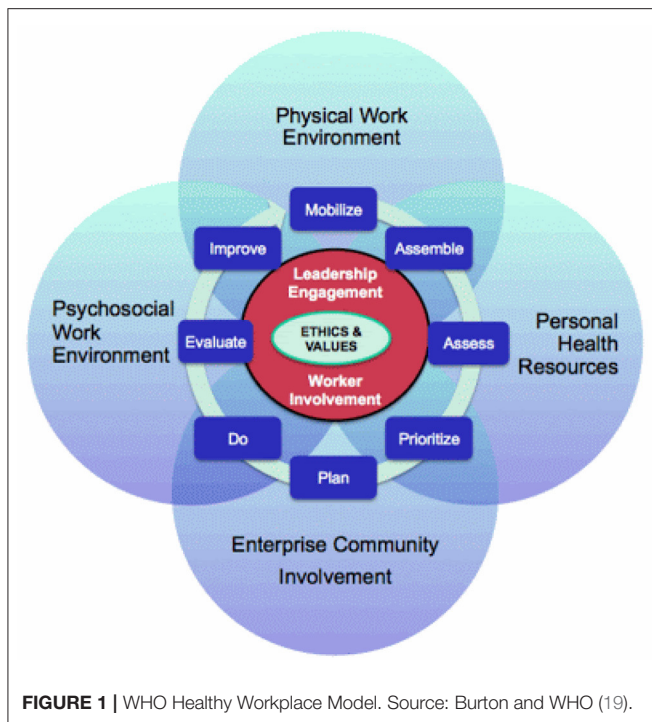 Physical Work
Environment
Mobilize
Improve
Assemble
Leadership
Engagement
Psychosocial
Work
Environment
Evaluate
ETHICS &
VALUES
Assess
Personal
Health
Resources
Worker
Involvement
Do
Prioritize
Plan
Enterprise Community
Involvement
FIGURE 1 | WHO Healthy Workplace Model. Source: Burton and WHO (19).